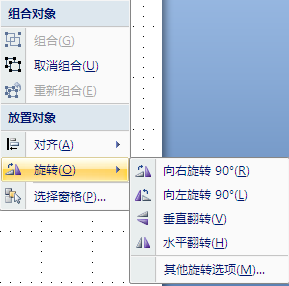 组合对象
组合(G)
取消组合(U)
重新组合(E)
放置对象
对齐(A)
旋转(O)
选择窗格(P)...
向右旋转 90°(R)
向左旋转 90°(L)
垂直翻转(V)
水平翻转(H)
其他旋转选项(M)...